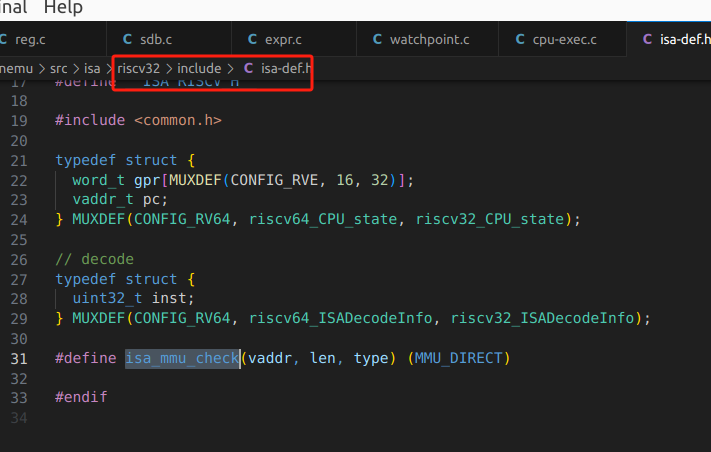 inal Help
reg.c sdb.c expr.c watchpoint.c cpu-exec.c isa-def.h
nemu > src > isa > riscv32 > include > C isa-def.h
17 #define __ISA_RISCV_H__
18
19 #include <common.h>
20
21 typedef struct {
22 word_t gpr[MUXDEF(CONFIG_RVE, 16, 32)];
23 vaddr_t pc;
24 } MUXDEF(CONFIG_RV64, riscv64_CPU_state, riscv32_CPU_state);
25
26 // decode
27 typedef struct {
28 uint32_t inst;
29 } MUXDEF(CONFIG_RV64, riscv64_ISADecodeInfo, riscv32_ISADecodeInfo);
30
31 #define isa_mmu_check(vaddr, len, type) (MMU_DIRECT)
32
33 #endif
34